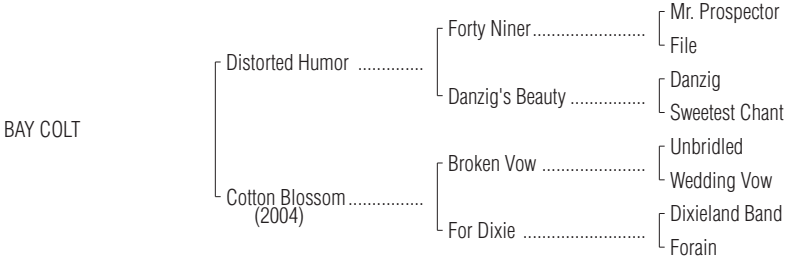 Mr. Prospector
Forty Niner........................
File
Distorted Humor ..............
Danzig
Danzig's Beauty ................
Sweetest Chant
BAY COLT
Unbridled
Broken Vow ......................
Wedding Vow
Cotton Blossom................
(2004)
Dixieland Band
For Dixie ..........................
Forain